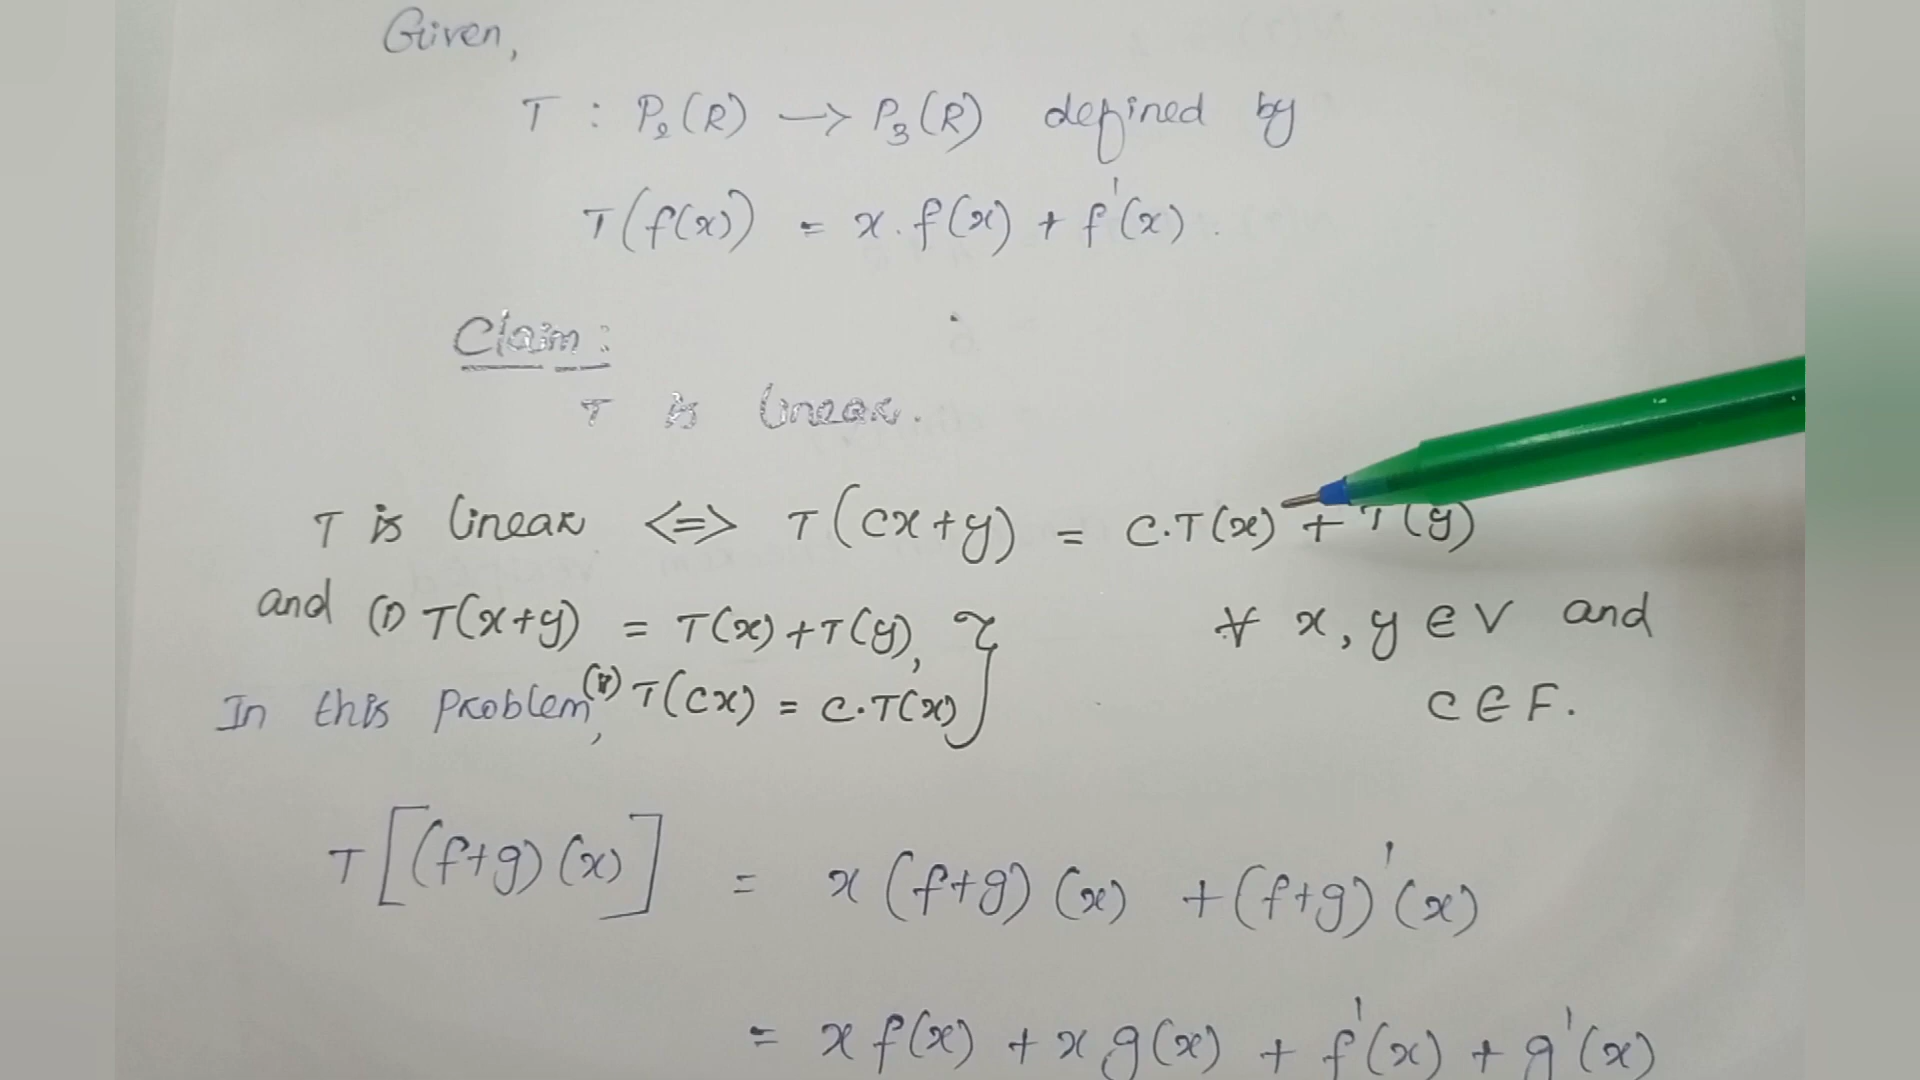 Given,
T : P₂(R) → P₃(R) defined by
T(f(x)) = x. f(x) + f'(x).
Claim:
T is linear.
T is linear <=> T(cx+y) = c.T(x) + T(y)
and (i) T(x+y) = T(x)+T(y), } ∀ x, y ∈ V and
In this problem, (ii) T(cx) = c.T(x) } c ∈ F.
T[(f+g)(x)] = x (f+g) (x) + (f+g)'(x)
= x f(x) + x g(x) + f'(x) + g'(x)